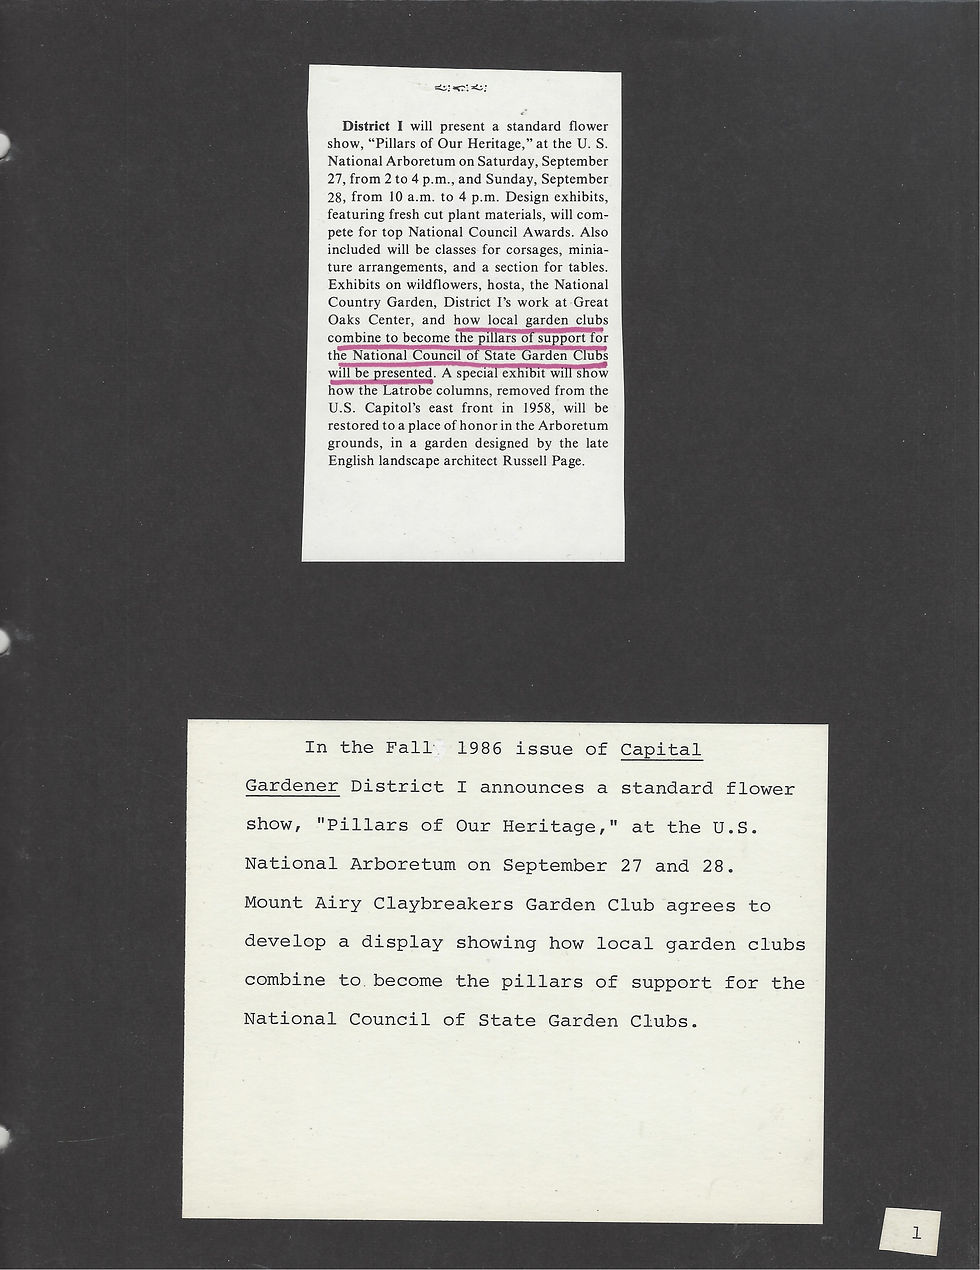 District I will present a standard flower
show, “Pillars of Our Heritage,” at the U. S.
National Arboretum on Saturday, September
27, from 2 to 4 p.m., and Sunday, September
28, from 10 a.m. to 4 p.m. Design exhibits,
featuring fresh cut plant materials, will com-
pete for top National Council Awards. Also
included will be classes for corsages, minia-
ture arrangements, and a section for tables.
Exhibits on wildflowers, hosta, the National
Country Garden, District I’s work at Great
Oaks Center, and how local garden clubs
combine to become the pillars of support for
the National Council of State Garden Clubs
will be presented. A special exhibit will show
how the Latrobe columns, removed from the
U.S. Capitol’s east front in 1958, will be
restored to a place of honor in the Arboretum
grounds, in a garden designed by the late
English landscape architect Russell Page.
In the Fall 1986 issue of Capital
Gardener District I announces a standard flower
show, "Pillars of Our Heritage," at the U.S.
National Arboretum on September 27 and 28.
Mount Airy Claybreakers Garden Club agrees to
develop a display showing how local garden clubs
combine to become the pillars of support for the
National Council of State Garden Clubs.
1